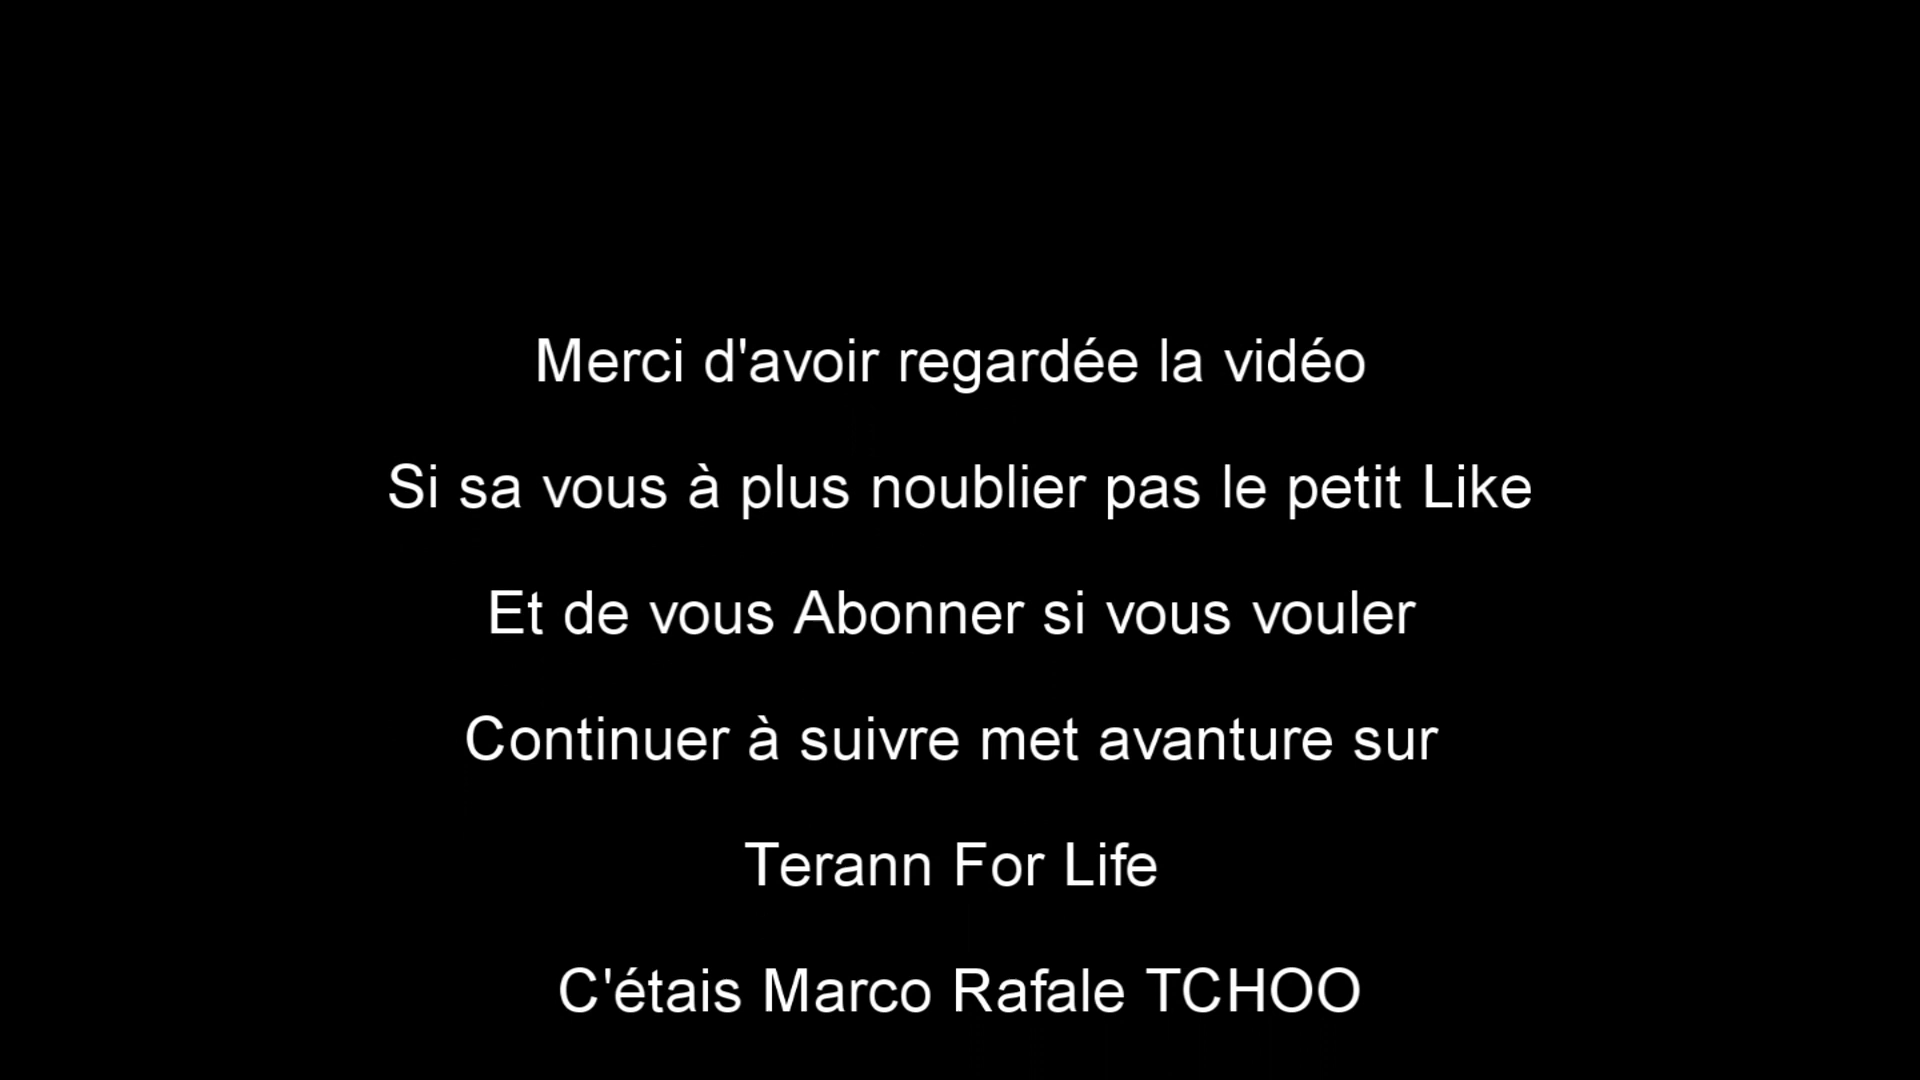 Merci d'avoir regardée la vidéo
Si sa vous à plus noublier pas le petit Like
Et de vous Abonner si vous vouler
Continuer à suivre met avanture sur
Terann For Life
C'étais Marco Rafale TCHOO